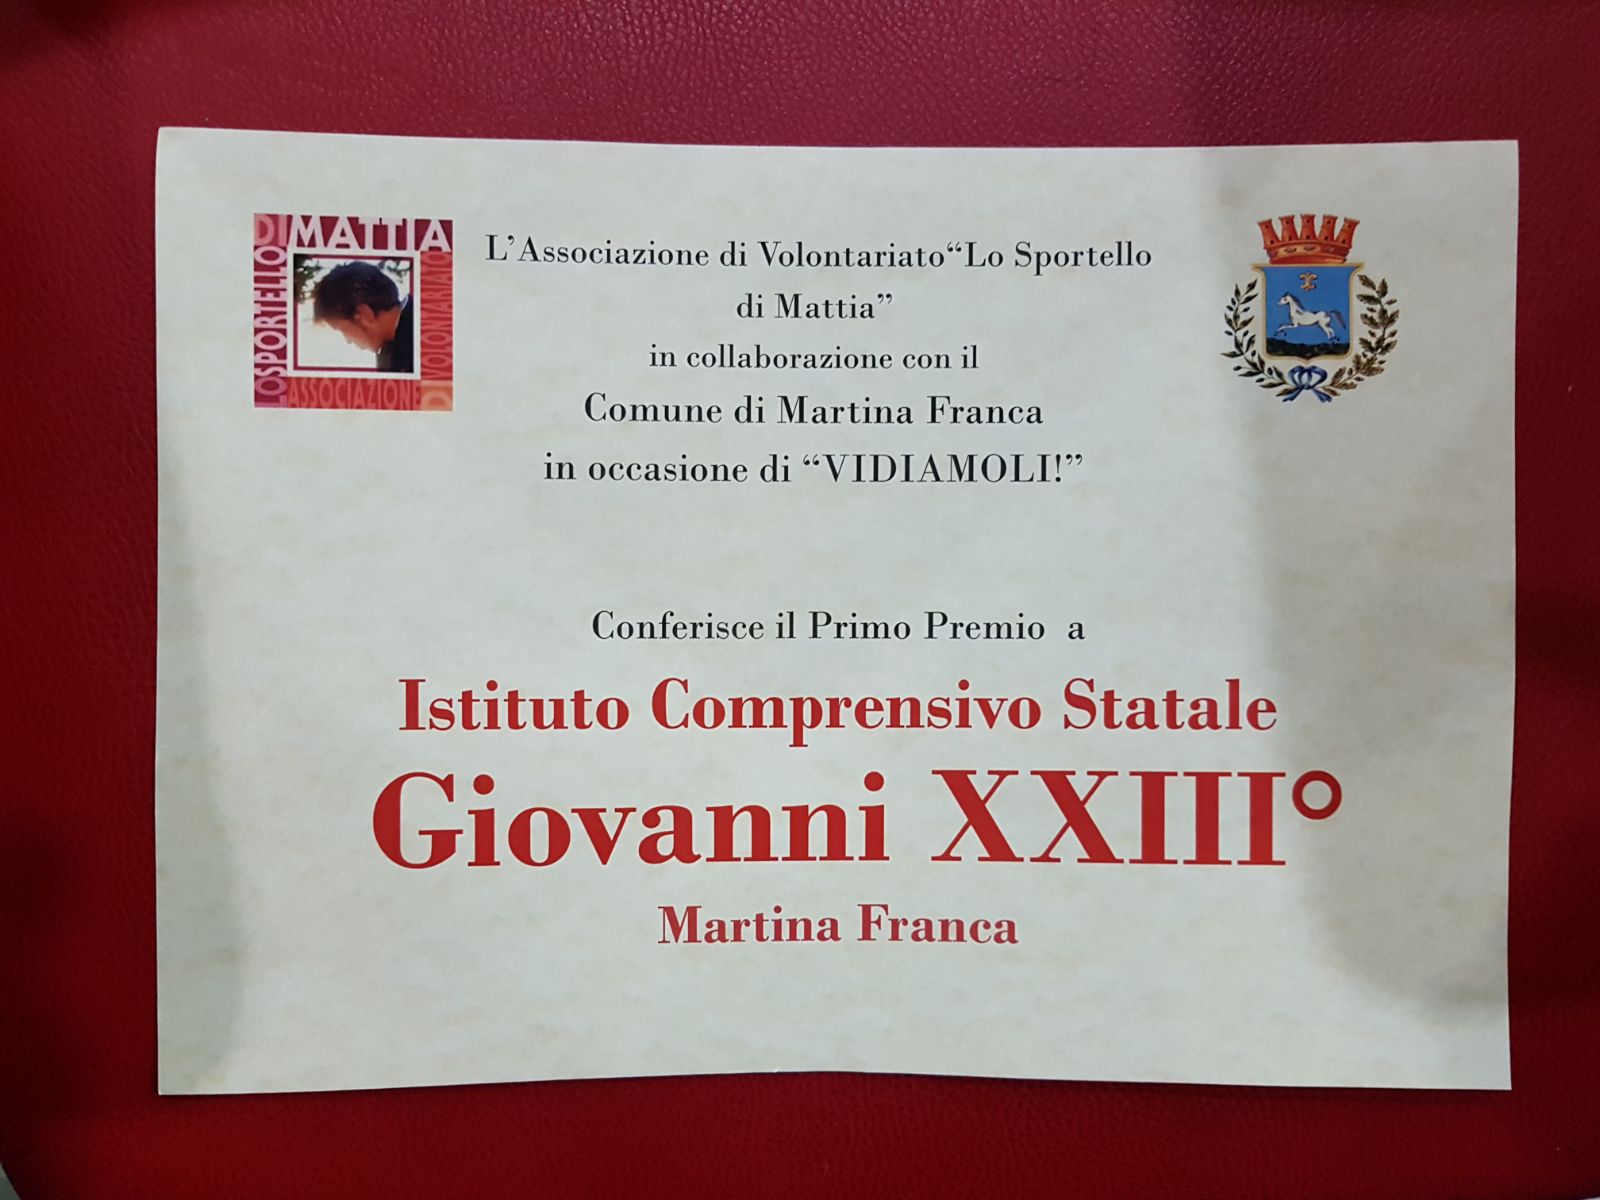 DI MATTIA
LO SPORTELLO
ASSOCIAZIONE
DI VOLONTARIATO
L’Associazione di Volontariato“Lo Sportello
di Mattia”
in collaborazione con il
Comune di Martina Franca
in occasione di “VIDIAMOLI!”
Conferisce il Primo Premio a
Istituto Comprensivo Statale
Giovanni XXIII°
Martina Franca